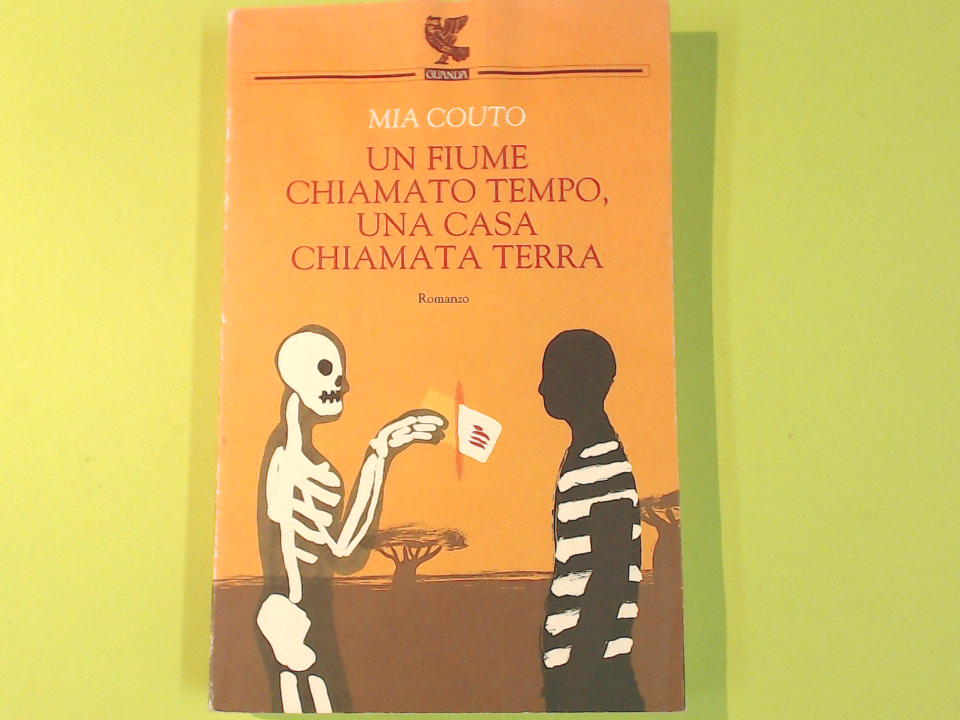 GUANDA
MIA COUTO
UN FIUME
CHIAMATO TEMPO,
UNA CASA
CHIAMATA TERRA
Romanzo